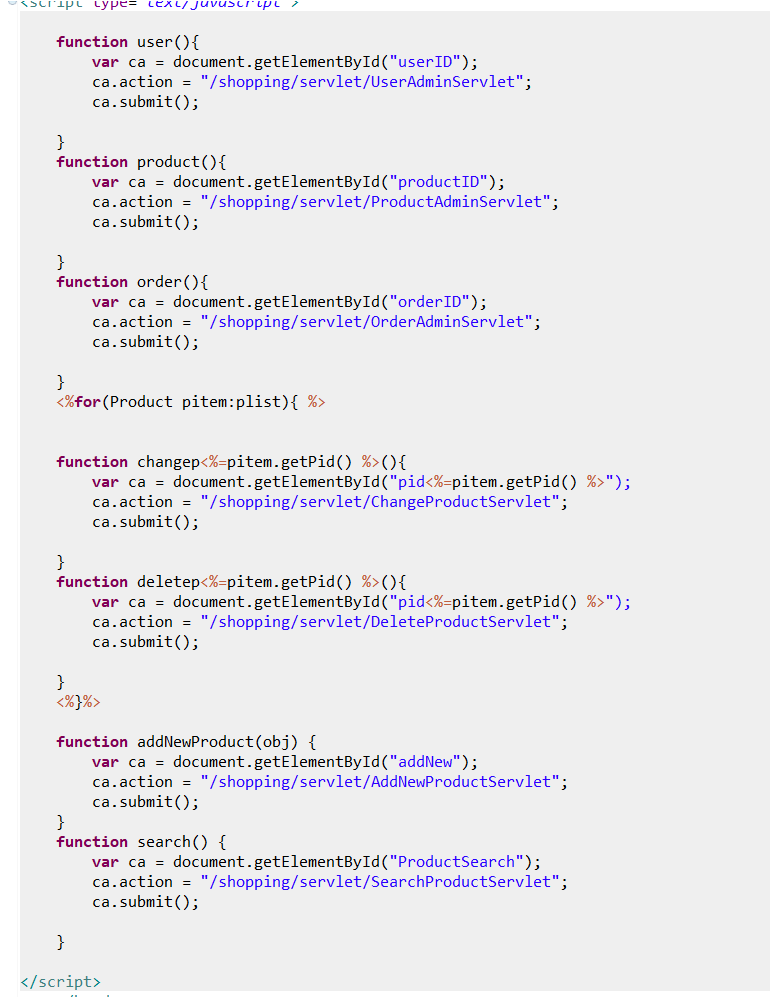 <script type="text/javascript">
function user(){
var ca = document.getElementById("userID");
ca.action = "/shopping/servlet/UserAdminServlet";
ca.submit();
}
function product(){
var ca = document.getElementById("productID");
ca.action = "/shopping/servlet/ProductAdminServlet";
ca.submit();
}
function order(){
var ca = document.getElementById("orderID");
ca.action = "/shopping/servlet/OrderAdminServlet";
ca.submit();
}
<%for(Product pitem:plist){ %>
function changep<%=pitem.getPid() %>(){
var ca = document.getElementById("pid<%=pitem.getPid() %>");
ca.action = "/shopping/servlet/ChangeProductServlet";
ca.submit();
}
function deletep<%=pitem.getPid() %>(){
var ca = document.getElementById("pid<%=pitem.getPid() %>");
ca.action = "/shopping/servlet/DeleteProductServlet";
ca.submit();
}
<%}%>
function addNewProduct(obj) {
var ca = document.getElementById("addNew");
ca.action = "/shopping/servlet/AddNewProductServlet";
ca.submit();
}
function search() {
var ca = document.getElementById("ProductSearch");
ca.action = "/shopping/servlet/SearchProductServlet";
ca.submit();
}
</script>